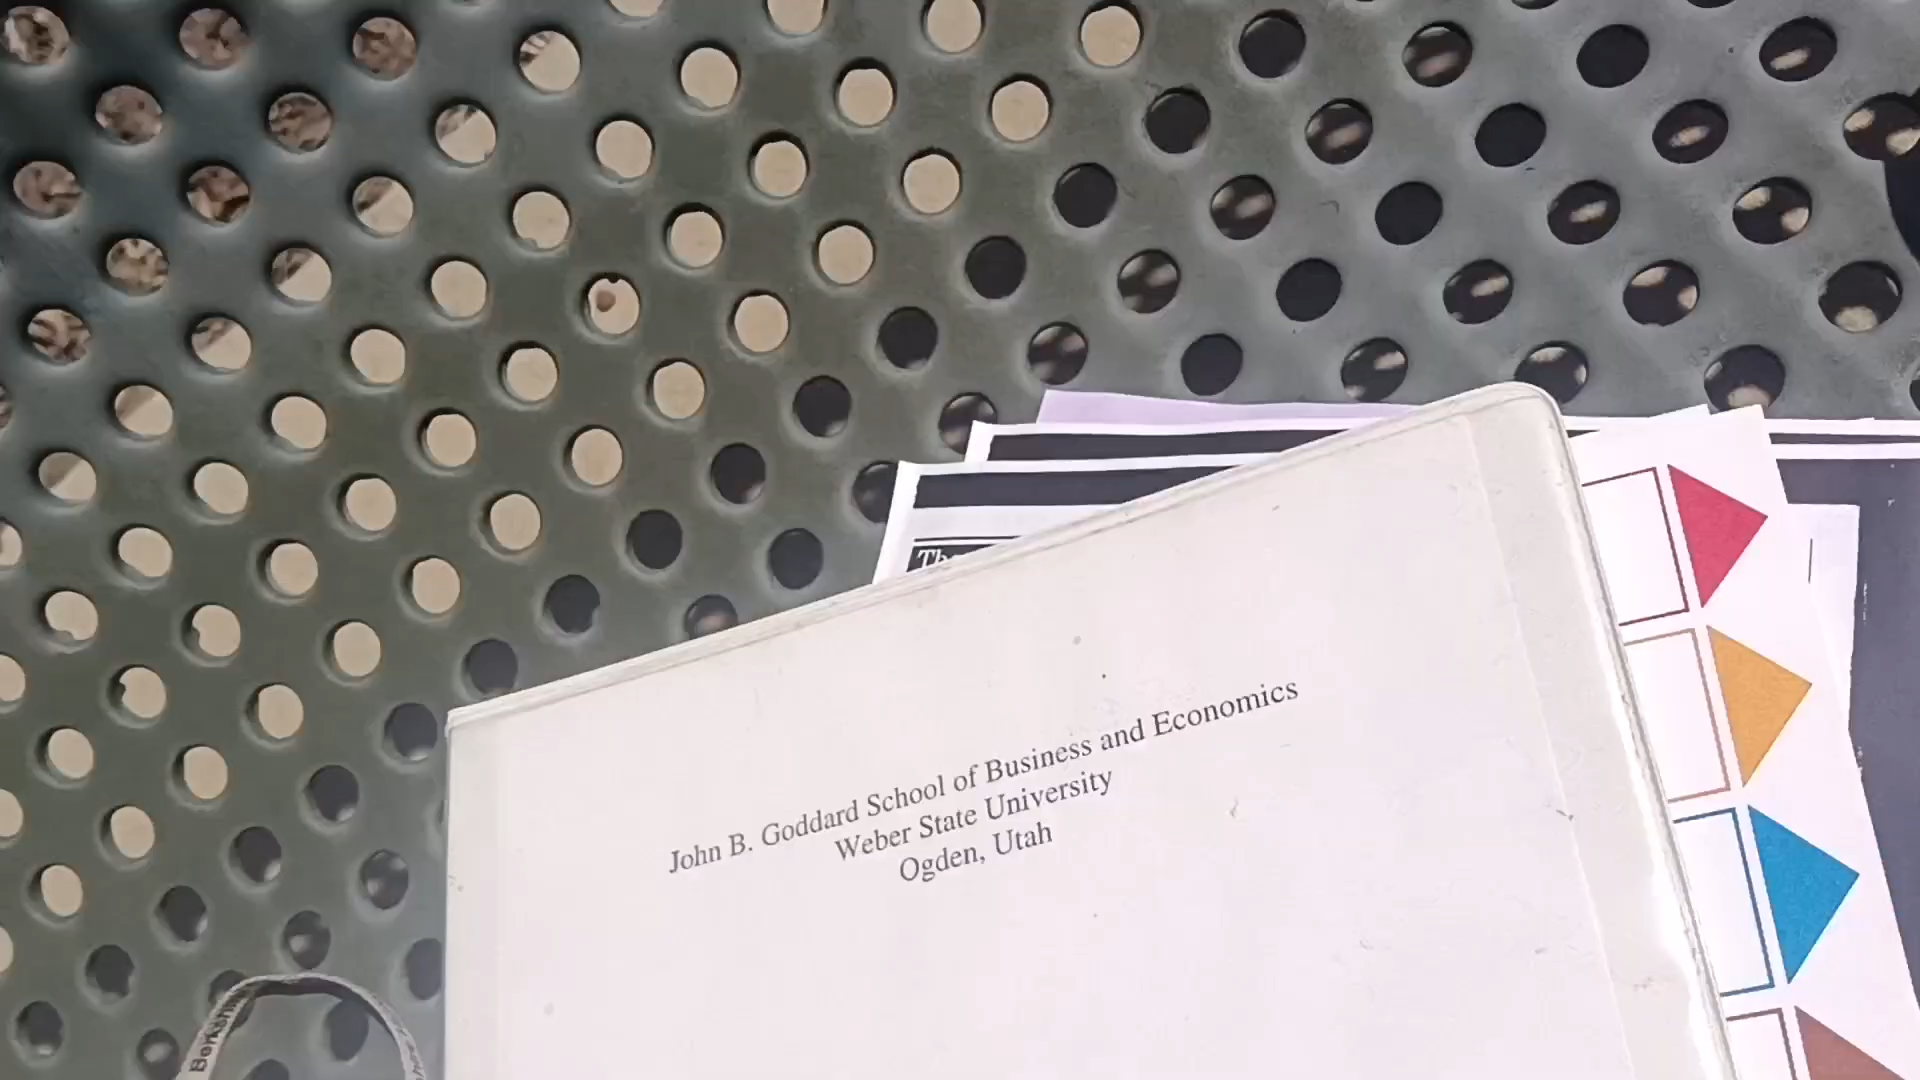 John B. Goddard School of Business and Economics
Weber State University
Ogden, Utah